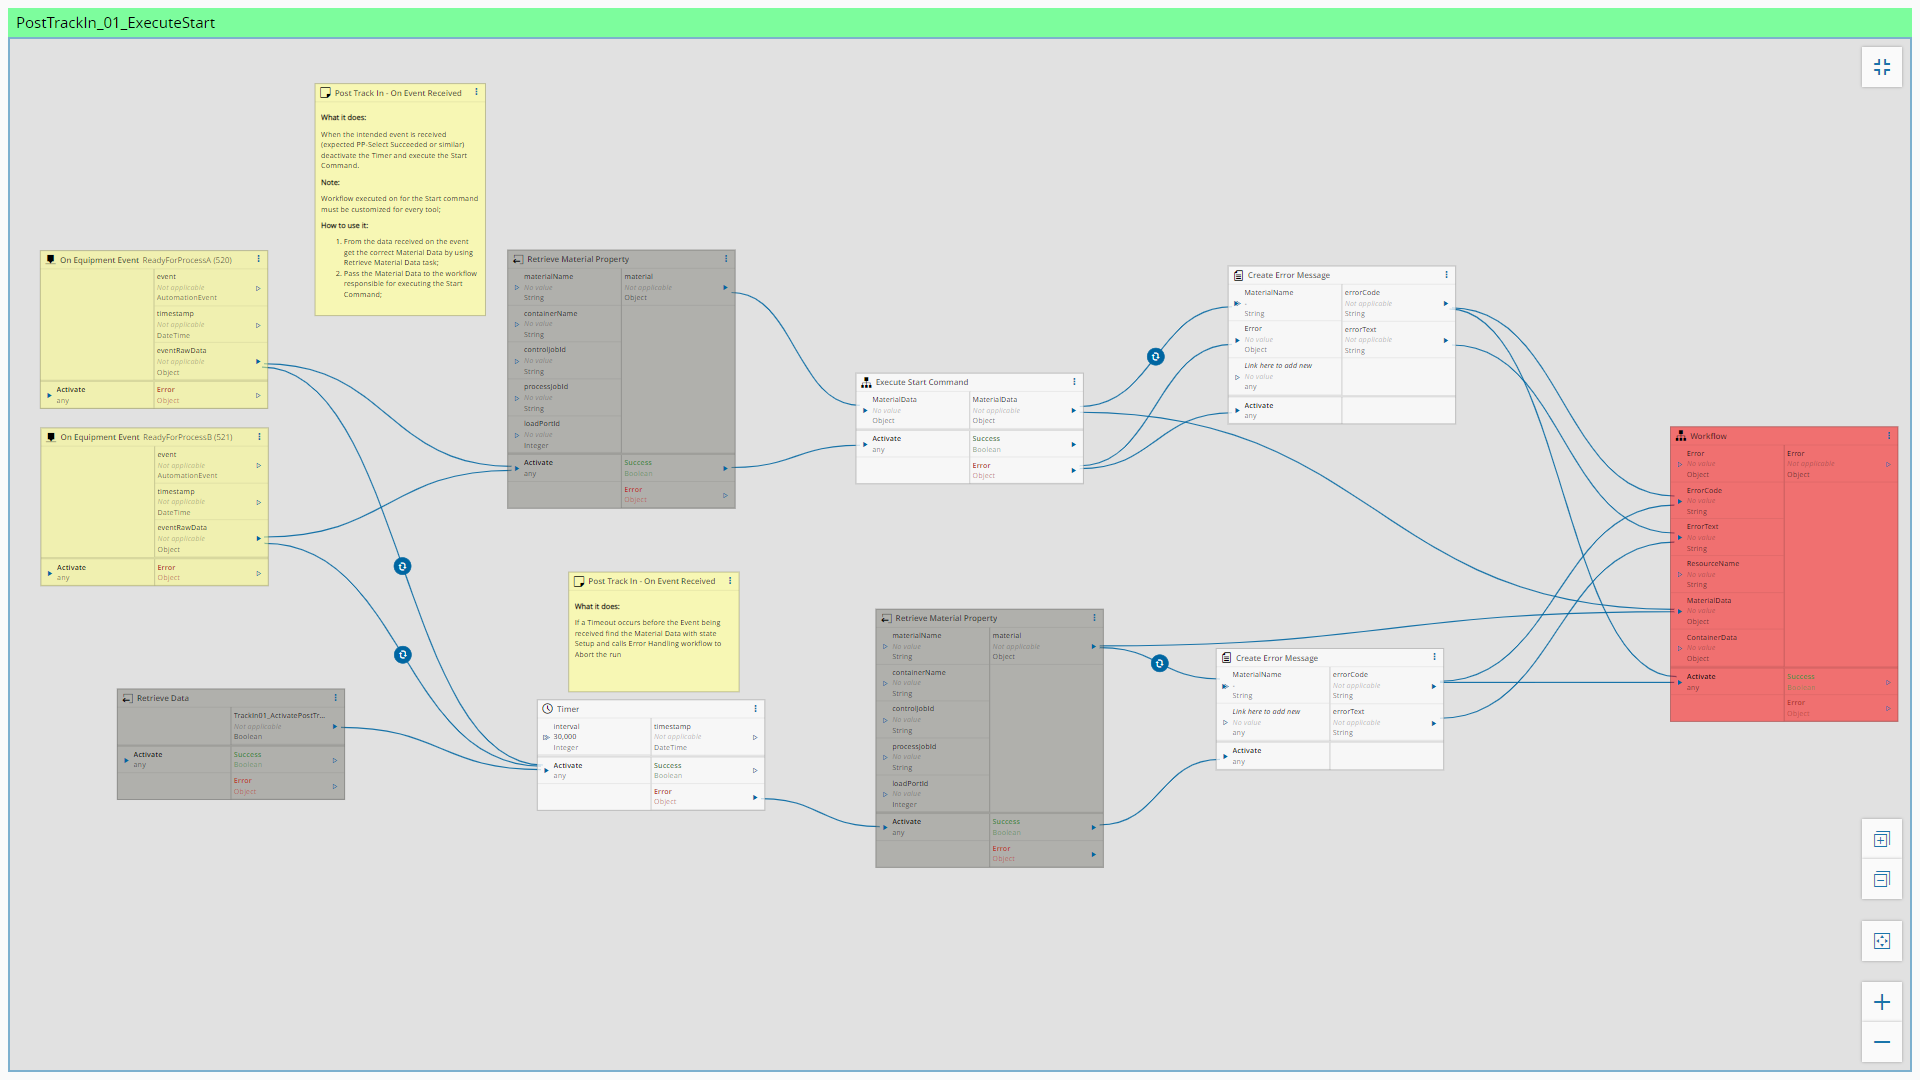 PostTrackIn_01_ExecuteStart
Post Track In - On Event Received
What it does:
When the intended event is received
(expected PP-Select Succeeded or similar)
deactivate the Timer and execute the Start
Command.
Note:
Workflow executed on for the Start command
must be customized for every tool;
How to use it:
1. From the data received on the event
get the correct Material Data by using
Retrieve Material Data task;
2. Pass the Material Data to the workflow
responsible for executing the Start
Command;
On Equipment Event ReadyForProcessA (520)
event
Not applicable
AutomationEvent
timestamp
Not applicable
DateTime
eventRawData
Not applicable
Object
Activate
any
Error
Object
On Equipment Event ReadyForProcessB (521)
event
Not applicable
AutomationEvent
timestamp
Not applicable
DateTime
eventRawData
Not applicable
Object
Activate
any
Error
Object
Retrieve Material Property
materialName
No value
String
containerName
No value
String
controlJobId
No value
String
processJobId
No value
String
loadPortId
No value
Integer
material
Not applicable
Object
Activate
any
Success
Boolean
Error
Object
Execute Start Command
MaterialData
No value
Object
MaterialData
Not applicable
Object
Activate
any
Success
Boolean
Error
Object
Create Error Message
MaterialName
-
String
Error
No value
Object
Link here to add new
No value
any
errorCode
Not applicable
String
errorText
Not applicable
String
Activate
any
Workflow
Error
No value
Object
ErrorCode
No value
String
ErrorText
No value
String
ResourceName
No value
String
MaterialData
No value
Object
ContainerData
No value
Object
Error
Not applicable
Object
Activate
any
Success
Boolean
Error
Object
Post Track In - On Event Received
What it does:
If a Timeout occurs before the Event being
received find the Material Data with state
Setup and calls Error Handling workflow to
Abort the run
Retrieve Data
TrackIn01_ActivatePostTr...
Not applicable
Boolean
Activate
any
Success
Boolean
Error
Object
Timer
interval
30,000
Integer
timestamp
Not applicable
DateTime
Activate
any
Success
Boolean
Error
Object
Retrieve Material Property
materialName
No value
String
containerName
No value
String
controlJobId
No value
String
processJobId
No value
String
loadPortId
No value
Integer
material
Not applicable
Object
Activate
any
Success
Boolean
Error
Object
Create Error Message
MaterialName
-
String
Link here to add new
No value
any
errorCode
Not applicable
String
errorText
Not applicable
String
Activate
any